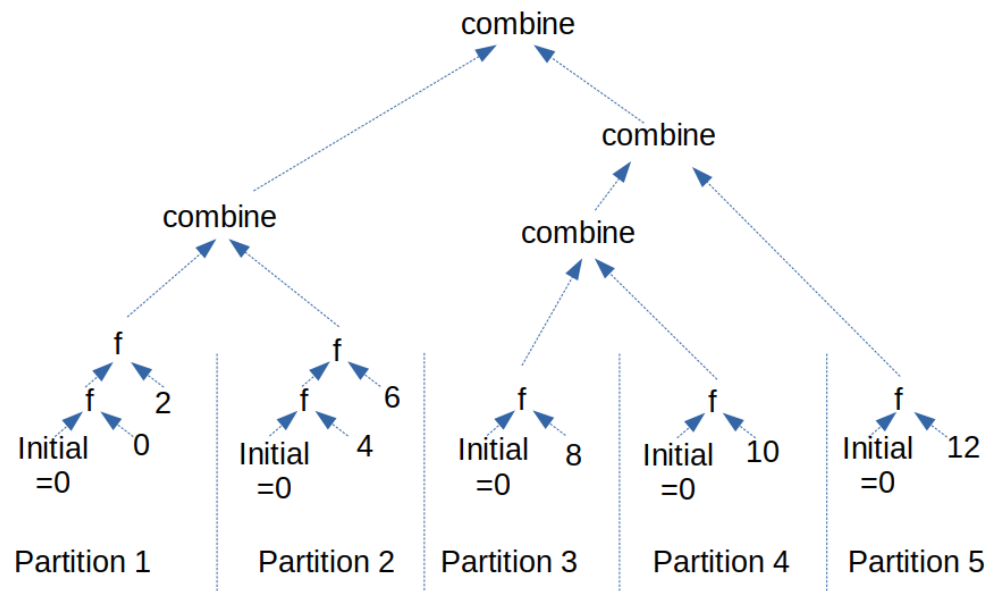 combine
combine
combine
combine
f
f
2
f
f
6
f
f
f
Initial
=0
0
Initial
=0
4
Initial
=0
8
Initial
=0
10
Initial
=0
12
Partition 1
Partition 2
Partition 3
Partition 4
Partition 5